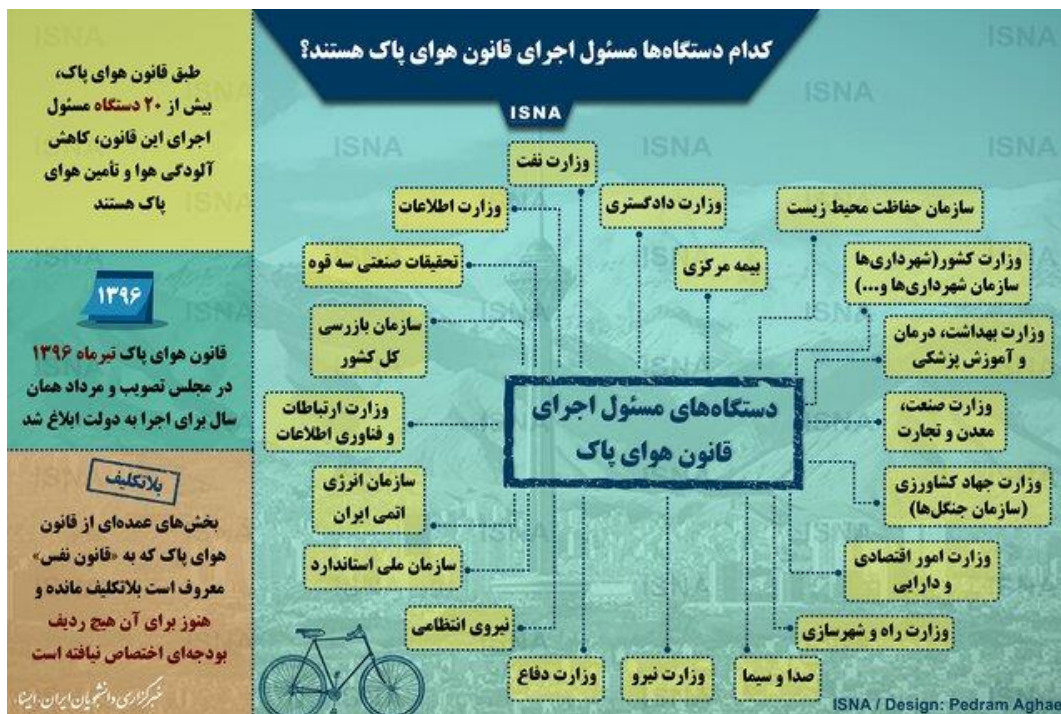 کدام دستگاه‌ها مسئول اجرای قانون هوای پاک هستند؟
ISNA
طبق قانون هوای پاک،
بیش از ۲۰ دستگاه مسئول
اجرای این قانون، کاهش
آلودگی هوا و تأمین هوای
پاک هستند
۱۳۹۶
قانون هوای پاک تیرماه ۱۳۹۶
در مجلس تصویب و مرداد همان
سال برای اجرا به دولت ابلاغ شد
بلاتکلیف
بخش‌های عمده‌ای از قانون
هوای پاک که به «قانون نفس»
معروف است بلاتکلیف مانده و
هنوز برای آن هیچ ردیف
بودجه‌ای اختصاص نیافته است
خبرگزاری دانشجویان ایران، ایسنا
دستگاه‌های مسئول اجرای
قانون هوای پاک
وزارت نفت
وزارت دادگستری
سازمان حفاظت محیط زیست
بیمه مرکزی
وزارت کشور(شهرداری‌ها
سازمان شهرداری‌ها و...)
وزارت بهداشت، درمان
و آموزش پزشکی
وزارت صنعت،
معدن و تجارت
وزارت جهاد کشاورزی
(سازمان جنگل‌ها)
وزارت امور اقتصادی
و دارایی
وزارت راه و شهرسازی
صدا و سیما
وزارت نیرو
وزارت دفاع
نیروی انتظامی
سازمان ملی استاندارد
سازمان انرژی
اتمی ایران
وزارت ارتباطات
و فناوری اطلاعات
سازمان بازرسی
کل کشور
تحقیقات صنعتی سه قوه
وزارت اطلاعات
ISNA / Design: Pedram Aghae